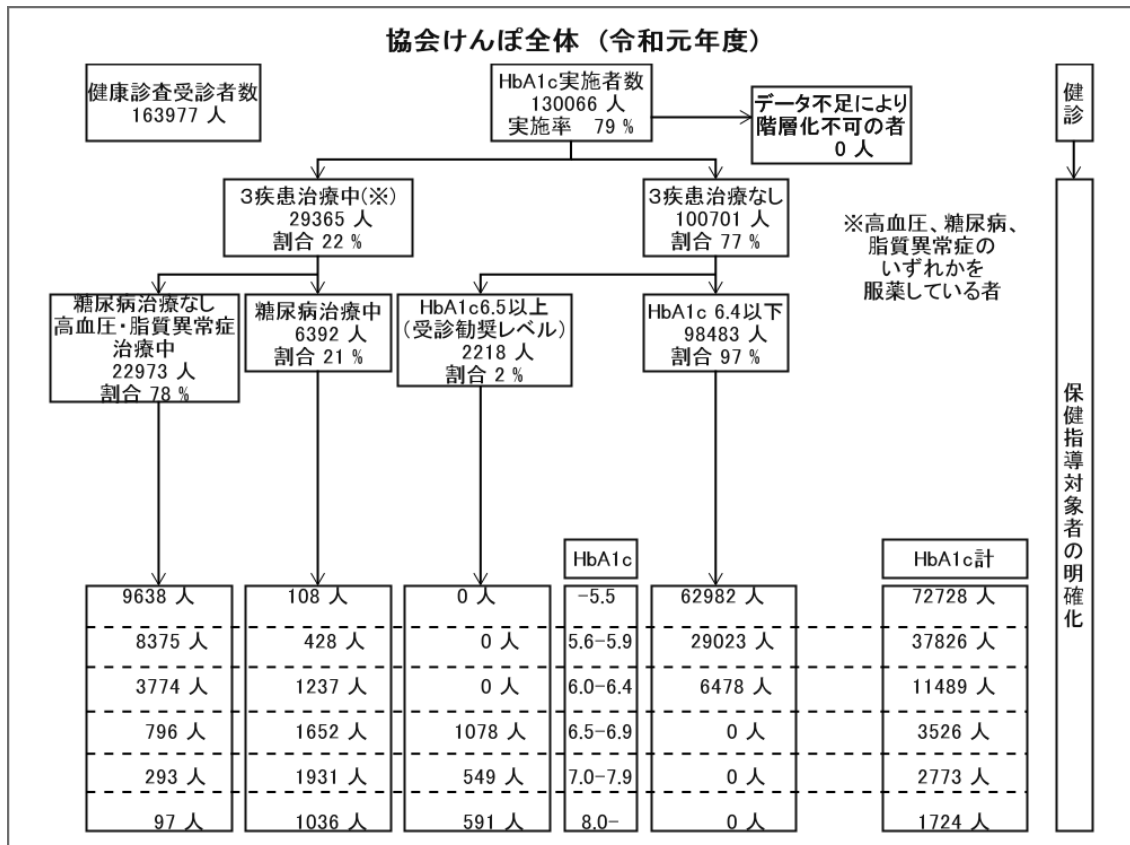 協会けんぽ全体 （令和元年度）
健康診査受診者数
163977 人
HbA1c実施者数
130066 人
実施率 79 %
データ不足により
階層化不可の者
0 人
健診
3疾患治療中(※)
29365 人
割合 22 %
3疾患治療なし
100701 人
割合 77 %
※高血圧、糖尿病、
脂質異常症の
いずれかを
服薬している者
糖尿病治療なし
高血圧・脂質異常症
治療中
22973 人
割合 78 %
糖尿病治療中
6392 人
割合 21 %
HbA1c6.5以上
(受診勧奨レベル)
2218 人
割合 2 %
HbA1c 6.4以下
98483 人
割合 97 %
保健指導対象者の明確化
HbA1c
HbA1c計
9638 人 108 人 0 人 -5.5 62982 人 72728 人
8375 人 428 人 0 人 5.6-5.9 29023 人 37826 人
3774 人 1237 人 0 人 6.0-6.4 6478 人 11489 人
796 人 1652 人 1078 人 6.5-6.9 0 人 3526 人
293 人 1931 人 549 人 7.0-7.9 0 人 2773 人
97 人 1036 人 591 人 8.0- 0 人 1724 人